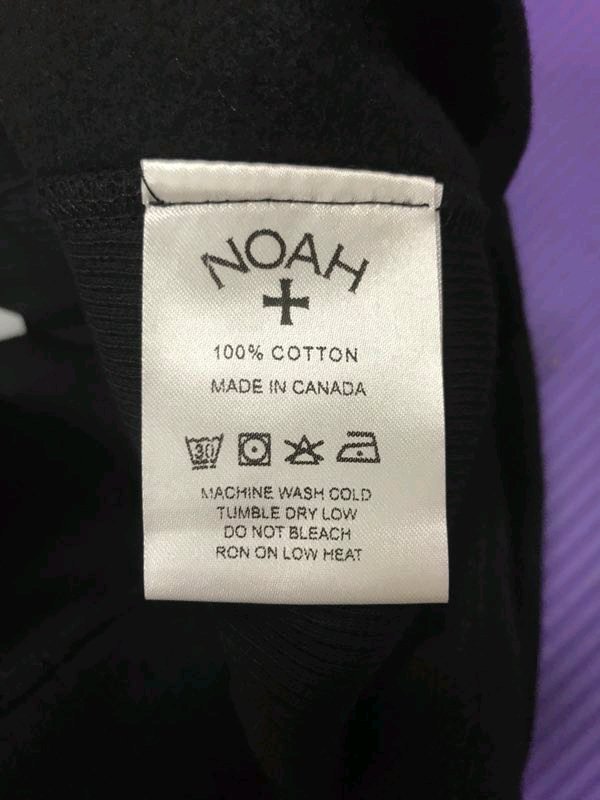 NOAH
100% COTTON
MADE IN CANADA
30
MACHINE WASH COLD
TUMBLE DRY LOW
DO NOT BLEACH
RON ON LOW HEAT